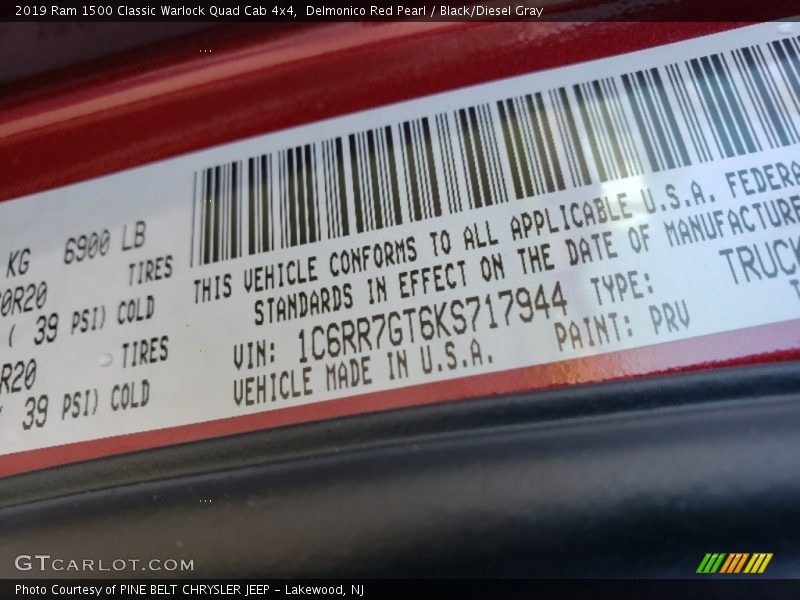 2019 Ram 1500 Classic Warlock Quad Cab 4x4,  Delmonico Red Pearl / Black/Diesel Gray
KG   6900 LB
TIRES
0R20
( 39 PSI) COLD
TIRES
R20
39 PSI) COLD
THIS VEHICLE CONFORMS TO ALL APPLICABLE U.S.A. FEDERA
STANDARDS IN EFFECT ON THE DATE OF MANUFACTURE
VIN: 1C6RR7GT6KS717944 TYPE: TRUCK
VEHICLE MADE IN U.S.A. PAINT: PRV
GTCARLOT.COM
Photo Courtesy of PINE BELT CHRYSLER JEEP - Lakewood, NJ